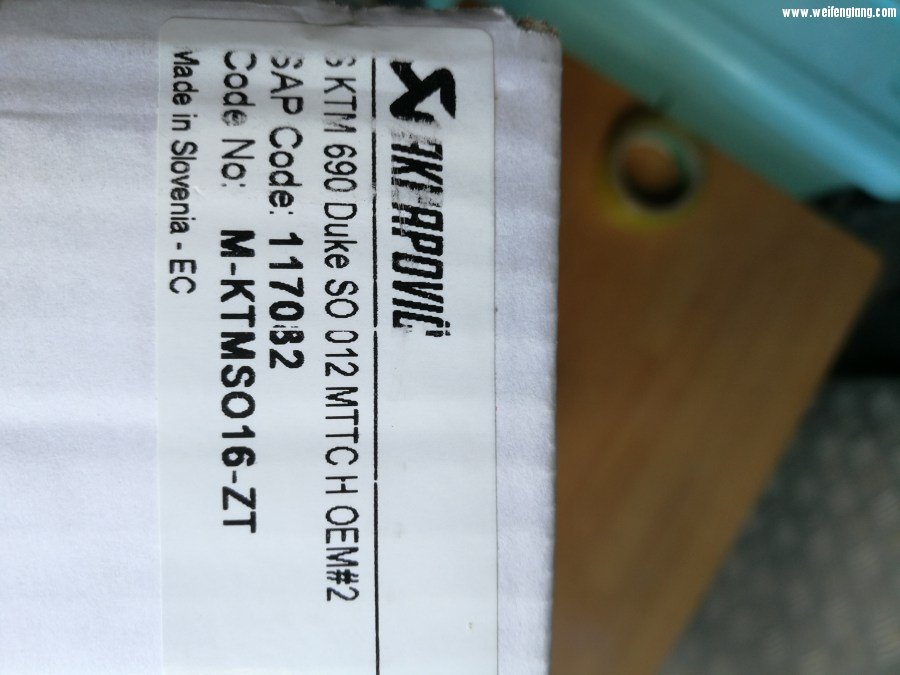 AKRAPOVIČ
S KTM 690 Duke SO 012 MTTC H OEM#2
SAP Code: 117082
Code No: M-KTMSO16-ZT
Made in Slovenia - EC
www.weifengtang.com